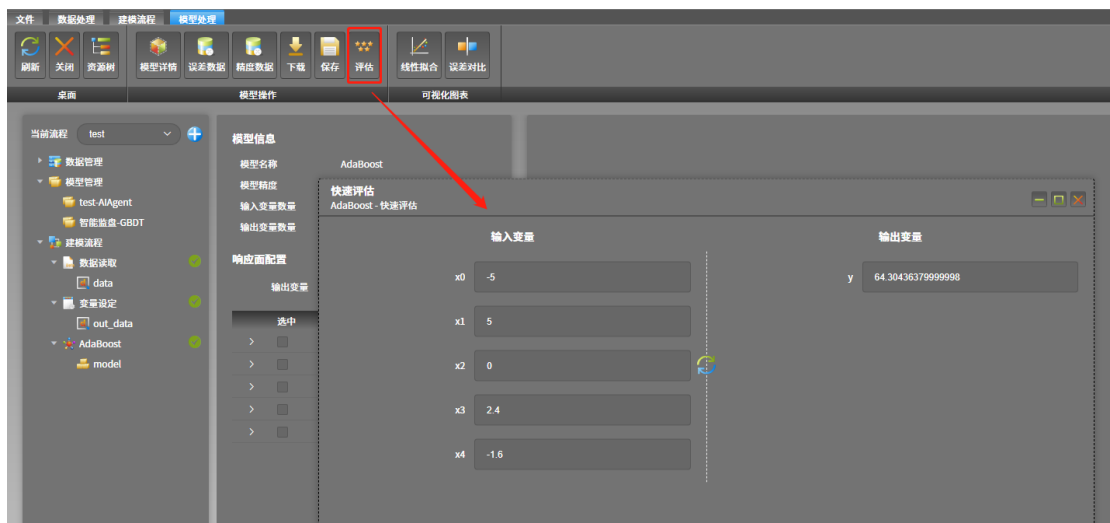 文件 数据处理 建模流程 模型处理
刷新 关闭 资源树 模型详情 误差数据 精度数据 下载 保存 评估 线性拟合 误差对比
桌面 模型操作 可视化图表
当前流程 test
数据管理
模型管理
test-AIAgent
智能监盘-GBDT
建模流程
数据读取
data
变量设定
out_data
AdaBoost
model
模型信息
模型名称 AdaBoost
模型精度
输入变量数量
输出变量数量
响应面配置
输出变量
选中
快速评估
AdaBoost - 快速评估
输入变量 输出变量
x0 -5 y 64.30436379999998
x1 5
x2 0
x3 2.4
x4 -1.6